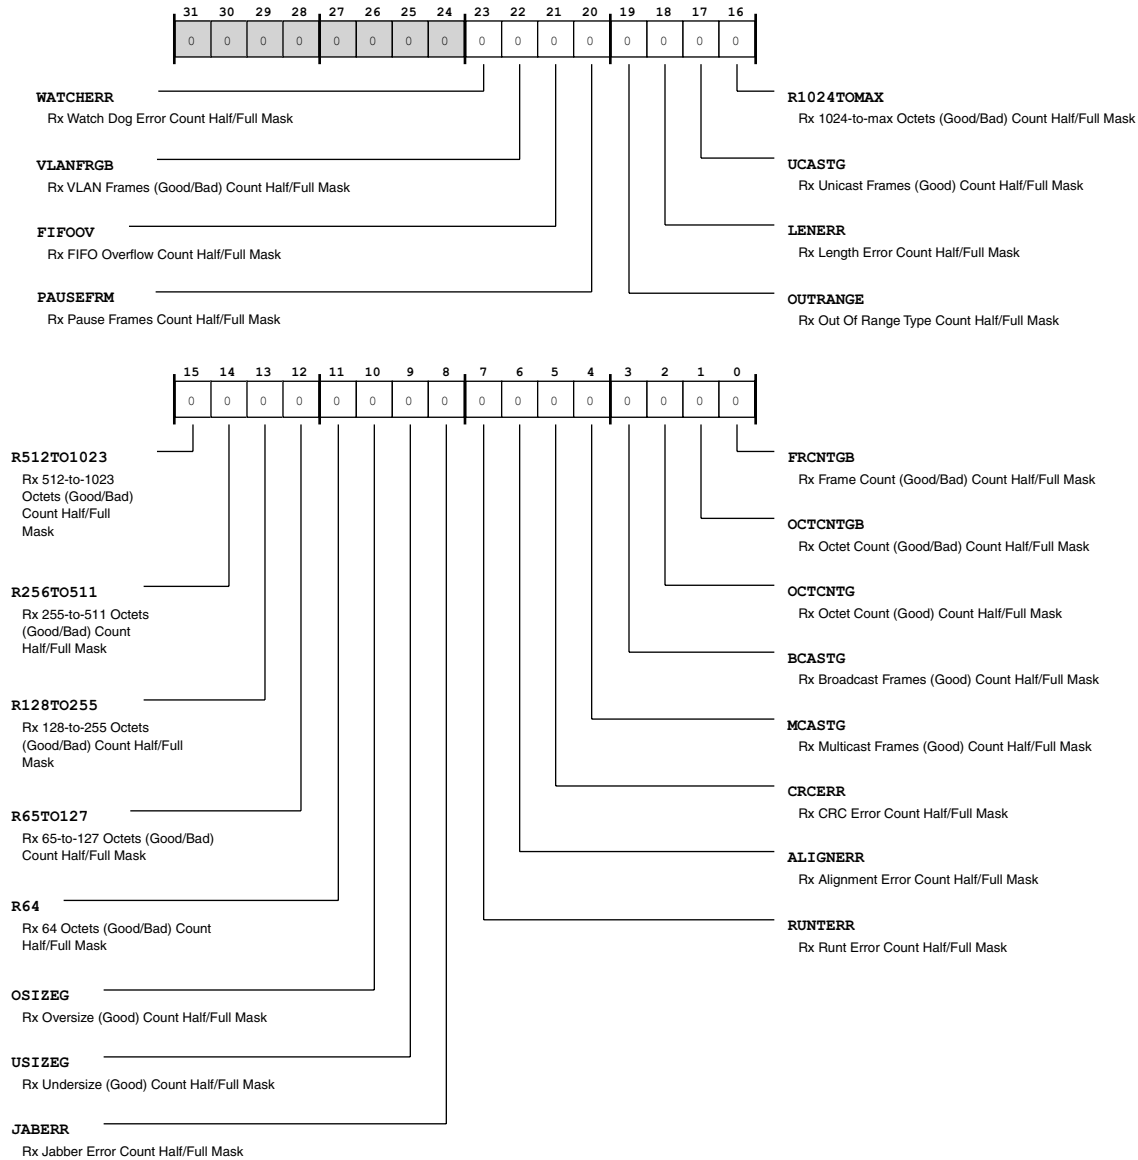 31 30 29 28 27 26 25 24 23 22 21 20 19 18 17 16
0 0 0 0 0 0 0 0 0 0 0 0 0 0 0 0
WATCHERR
Rx Watch Dog Error Count Half/Full Mask
VLANFRGB
Rx VLAN Frames (Good/Bad) Count Half/Full Mask
FIFOOV
Rx FIFO Overflow Count Half/Full Mask
PAUSEFRM
Rx Pause Frames Count Half/Full Mask
R1024TOMAX
Rx 1024-to-max Octets (Good/Bad) Count Half/Full Mask
UCASTG
Rx Unicast Frames (Good) Count Half/Full Mask
LENERR
Rx Length Error Count Half/Full Mask
OUTRANGE
Rx Out Of Range Type Count Half/Full Mask
15 14 13 12 11 10 9 8 7 6 5 4 3 2 1 0
0 0 0 0 0 0 0 0 0 0 0 0 0 0 0 0
R512TO1023
Rx 512-to-1023
Octets (Good/Bad)
Count Half/Full
Mask
R256TO511
Rx 255-to-511 Octets
(Good/Bad) Count
Half/Full Mask
R128TO255
Rx 128-to-255 Octets
(Good/Bad) Count Half/Full
Mask
R65TO127
Rx 65-to-127 Octets (Good/Bad)
Count Half/Full Mask
R64
Rx 64 Octets (Good/Bad) Count
Half/Full Mask
OSIZEG
Rx Oversize (Good) Count Half/Full Mask
USIZEG
Rx Undersize (Good) Count Half/Full Mask
JABERR
Rx Jabber Error Count Half/Full Mask
FRCNTGB
Rx Frame Count (Good/Bad) Count Half/Full Mask
OCTCNTGB
Rx Octet Count (Good/Bad) Count Half/Full Mask
OCTCNTG
Rx Octet Count (Good) Count Half/Full Mask
BCASTG
Rx Broadcast Frames (Good) Count Half/Full Mask
MCASTG
Rx Multicast Frames (Good) Count Half/Full Mask
CRCERR
Rx CRC Error Count Half/Full Mask
ALIGNERR
Rx Alignment Error Count Half/Full Mask
RUNTERR
Rx Runt Error Count Half/Full Mask